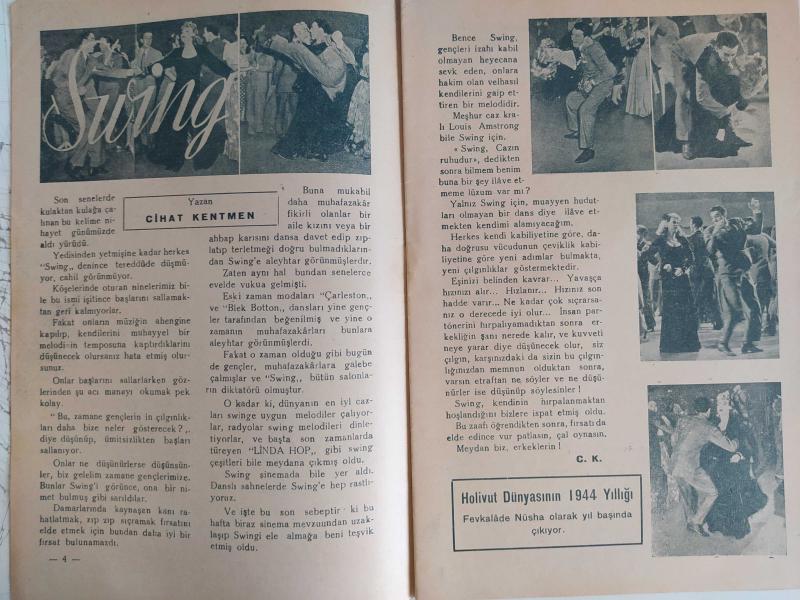 Swing
Yazan
CİHAT KENTMEN
Son senelerde
kulaktan kulağa ça-
lınan bu kelime ni-
hayet günümüzde
aldı yürüdü.
Yedisinden yetmişine kadar herkes
"Swing„ denince tereddüde düşmü-
yor, cahil görünmüyor.
Köşelerinde oturan ninelerimiz bi-
le bu ismi işitince başlarını sallamak-
tan geri kalmıyorlar.
Fakat onların müziğin ahengine
kapılıp, kendilerini muhayyel bir
melodi-in temposuna kaptırdıklarını
düşünecek olursanız hata etmiş olur-
sunuz.
Onlar başlarını sallarlarken göz-
lerinden şu acı manayı okumak pek
kolay.
" Bu, zamane gençlerin in çılgınlık-
ları daha bize neler gösterecek?„
diye düşünüp, ümitsizlikten başları
sallanıyor.
Onlar ne düşünürlerse düşünsün-
ler, biz gelelim zamane gençlerimize.
Bunlar Swing'i görünce, ona bir ni-
met bulmuş gibi sarıldılar.
Damarlarında kaynaşen kanı ra-
hatlatmak, zıp zıp sıçramak fırsatını
elde etmek için bundan daha iyi bir
fırsat bulunamazdı.
— 4 —
Buna mukabil
daha muhafazakâr
fikirli olanlar bir
aile kızını veya bir
ahbap karısını dansa davet edip zıp-
latıp terletmeği doğru bulmadıkların-
dan Swing'e aleyhtar görünmüşlerdir.
Zaten aynı hal bundan senelerce
evelde vukua gelmişti.
Eski zaman modaları "Çarleston„
ve "Blek Botton„ dansları yine genç-
ler tarafından beğenilmiş ve yine o
zamanın muhafazakârları bunlara
aleyhtar görünmüşlerdi.
Fakat o zaman olduğu gibi bugün
de gençler, muhafazakârlara galebe
çalmışlar ve "Swing„ bütün salonla-
rın diktatörü olmuştur.
O kadar ki, dünyanın en iyi caz-
ları swinge uygun melodiler çalıyor-
lar, radyolar swing melodileri dinle-
tiyorlar, ve başta son zamanlarda
türeyen "LİNDA HOP„ gibi swing
çeşitleri bile meydana çıkmış oldu.
Swing sinemada bile yer aldı.
Danslı sahnelerde Swing'e hep rastlı-
yoruz.
Ve işte bu son sebeptir ki bu
hafta biraz sinema mevzuundan uzak-
laşıp Swingi ele almağa beni teşvik
etmiş oldu.
Bence Swing,
gençleri izahı kabil
olmayan heyecana
sevk eden, onlara
hakim olan velhasıl
kendilerini gaip et-
tiren bir melodidir.
Meşhur caz kra-
lı Louis Amstrong
bile Swing için,
« Swing, Cazın
ruhudur», dedikten
sonra bilmem benim
buna bir şey ilâve et-
meme lüzum var mı?
Yalnız Swing için, muayyen hudut-
ları olmayan bir dans diye ilâve et-
mekten kendimi alamıyacağım.
Herkes kendi kabiliyetine göre, da-
ha doğrusu vücudunun çeviklik kabi-
liyetine göre yeni adımlar bulmakta,
yeni çılgınlıklar göstermektedir.
Eşinizi belinden kavrar... Yavaşça
hızınızı alır... Hızlanır... Hızınız son
hadde varır... Ne kadar çok sıçrarsa-
nız o derecede iyi olur... İnsan par-
tönerini hırpalıyamadıktan sonra er-
kekliğin şanı nerede kalır, ve kuvveti
neye yarar diye düşünecek olur, siz
çılgın, karşınızdaki da sizin bu çılgın-
lığınızdan memnun olduktan sonra,
varsın etraftan ne söyler ve ne düşü-
nürler ise düşünüp söylesinler !
Swing, kendinin hırpalanmaktan
hoşlandığını bizlere ispat etmiş oldu.
Bu zaafı öğrendikten sonra, fırsatı da
elde edince vur patlasın, çal oynasın,
Meydan biz, erkeklerin !
C. K.
Holivut Dünyasının 1944 Yıllığı
Fevkalâde Nüsha olarak yıl başında
çıkıyor.